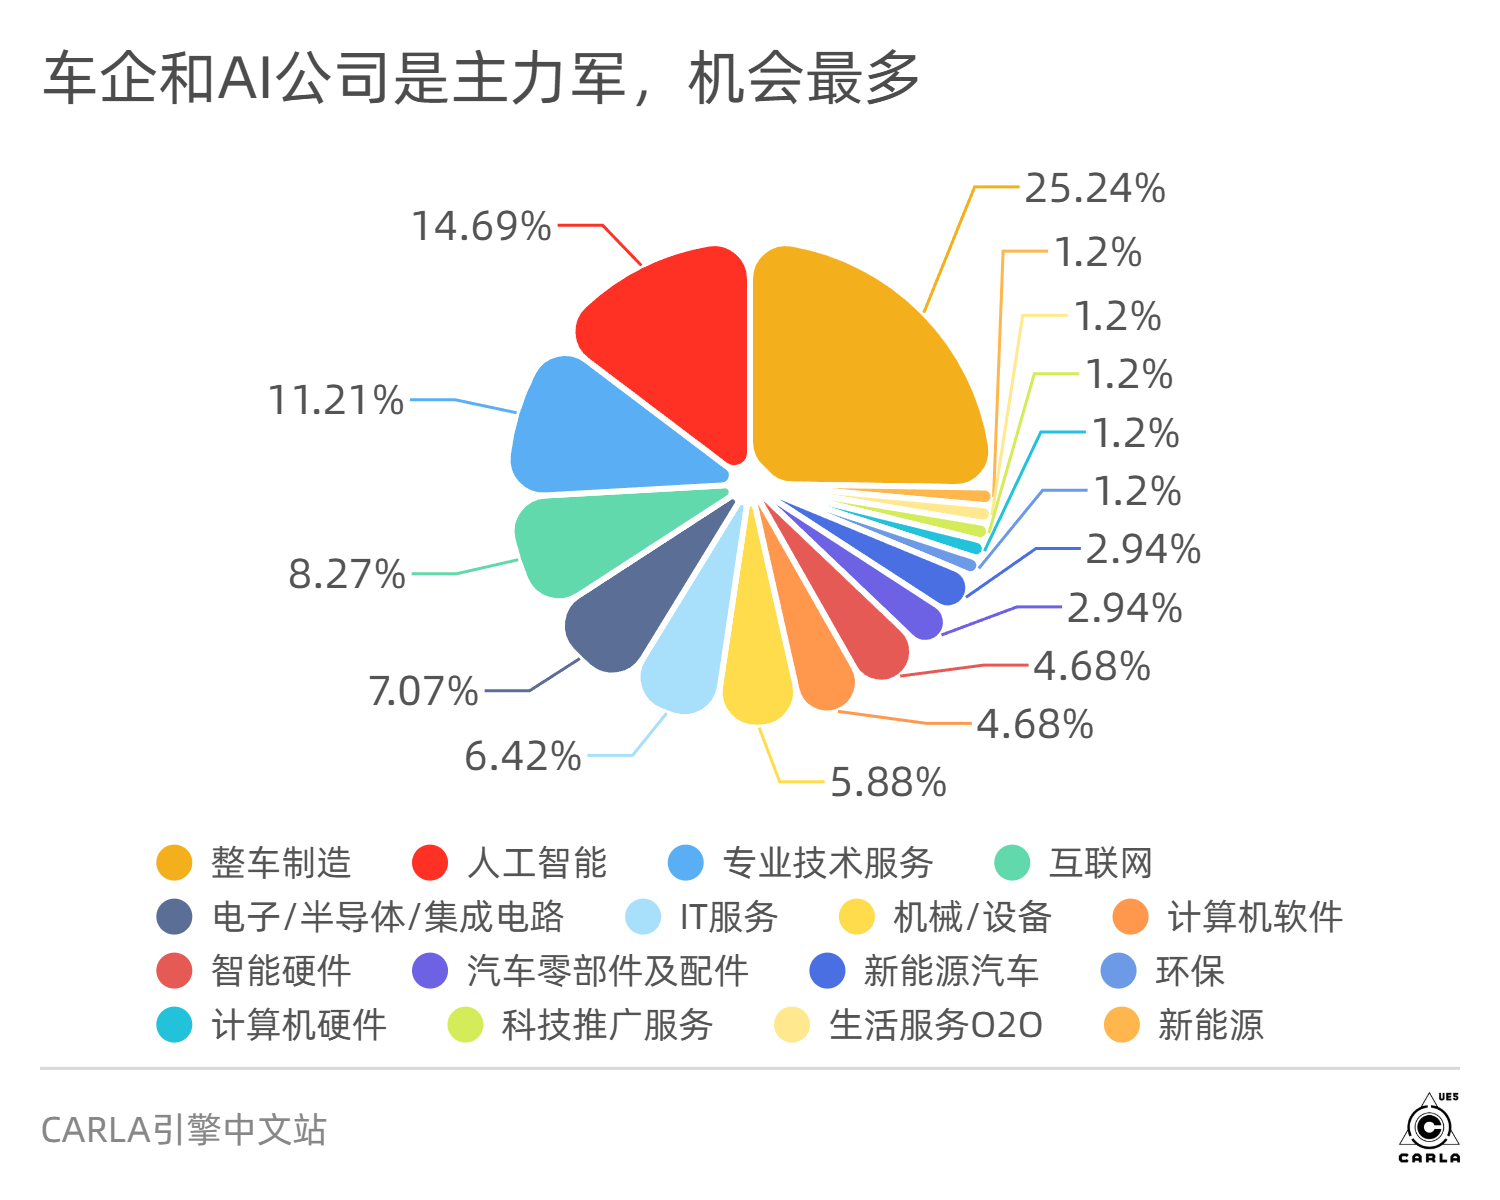 车企和AI公司是主力军，机会最多
25.24%
14.69%
1.2%
1.2%
1.2%
11.21%
1.2%
1.2%
2.94%
8.27%
2.94%
4.68%
7.07%
4.68%
6.42%
5.88%
整车制造 人工智能 专业技术服务 互联网
电子/半导体/集成电路 IT服务 机械/设备 计算机软件
智能硬件 汽车零部件及配件 新能源汽车 环保
计算机硬件 科技推广服务 生活服务O2O 新能源
CARLA引擎中文站
UE5
C
CARLA